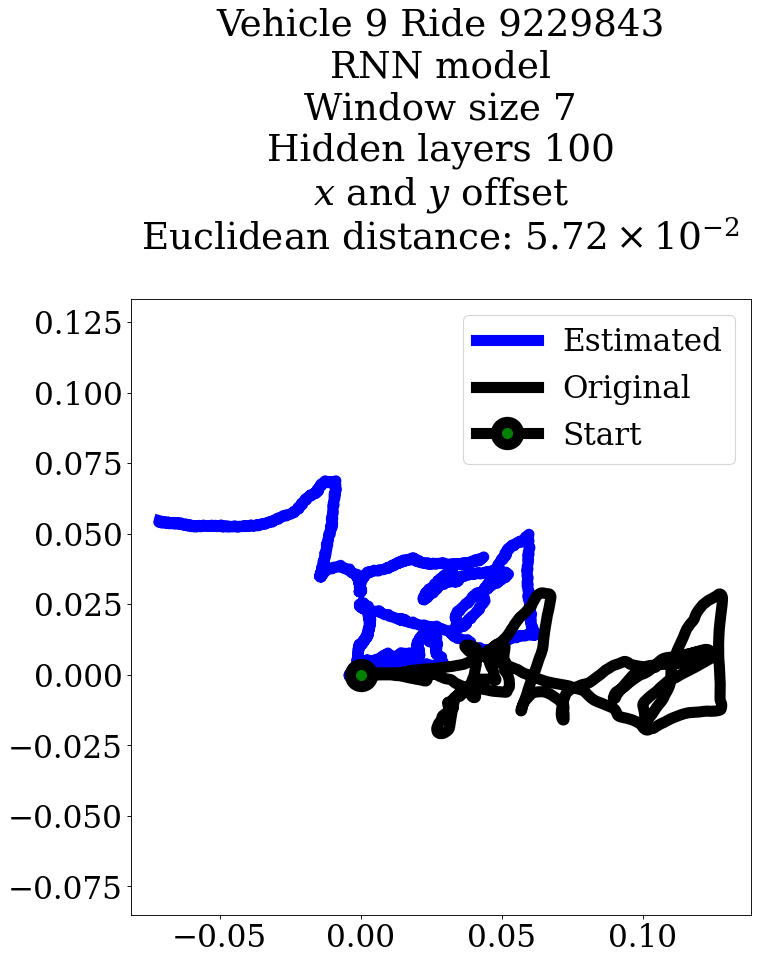 Vehicle 9 Ride 9229843
RNN model
Window size 7
Hidden layers 100
x and y offset
Euclidean distance: 5.72 × 10⁻²
Estimated
Original
Start
0.125
0.100
0.075
0.050
0.025
0.000
−0.025
−0.050
−0.075
−0.05 0.00 0.05 0.10